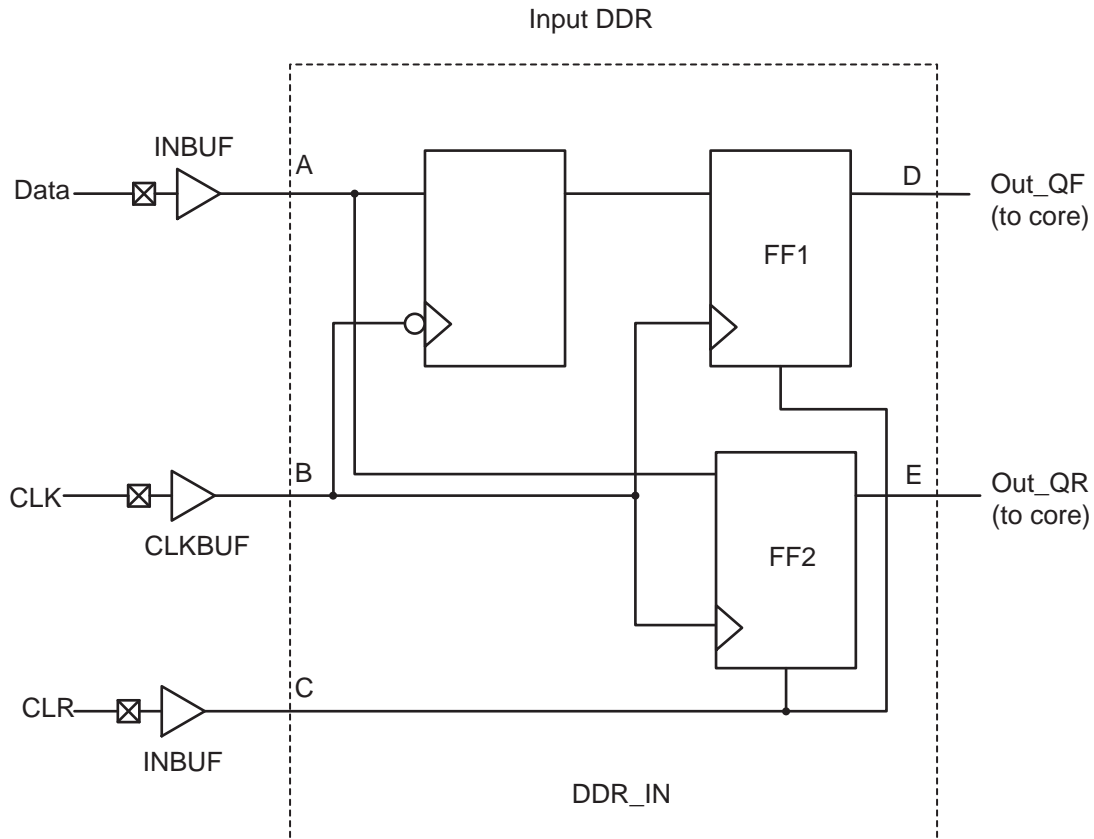 Input DDR
INBUF
A
Data
D
Out_QF
(to core)
FF1
B
CLK
CLKBUF
E
Out_QR
(to core)
FF2
C
CLR
INBUF
DDR_IN